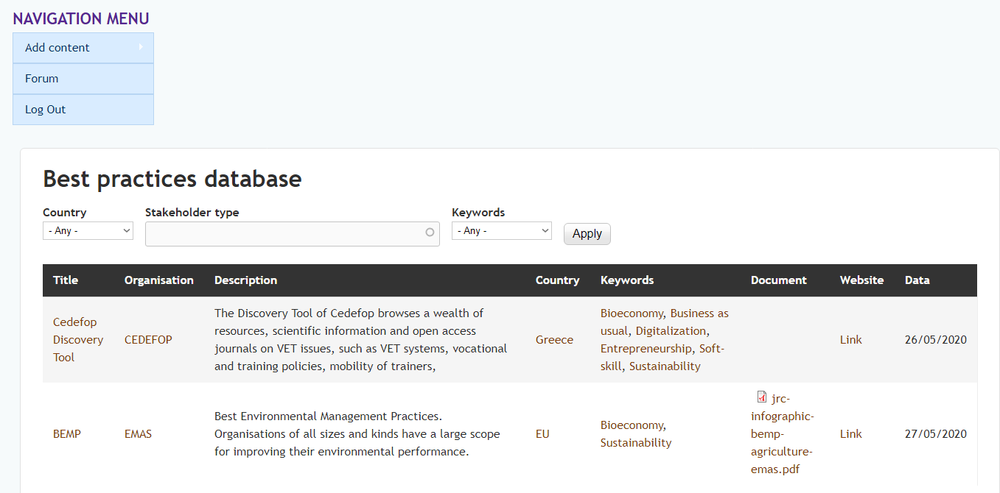 NAVIGATION MENU
Add content
Forum
Log Out
Best practices database
Country
Stakeholder type
Keywords
- Any -
- Any -
Apply
Title Organisation Description Country Keywords Document Website Data
Cedefop
Discovery
Tool
CEDEFOP
The Discovery Tool of Cedefop browses a wealth of
resources, scientific information and open access
journals on VET issues, such as VET systems, vocational
and training policies, mobility of trainers,
Greece
Bioeconomy, Business as
usual, Digitalization,
Entrepreneurship, Soft-
skill, Sustainability
Link
26/05/2020
BEMP
EMAS
Best Environmental Management Practices.
Organisations of all sizes and kinds have a large scope
for improving their environmental performance.
EU
Bioeconomy,
Sustainability
jrc-
infographic-
bemp-
agriculture-
emas.pdf
Link
27/05/2020